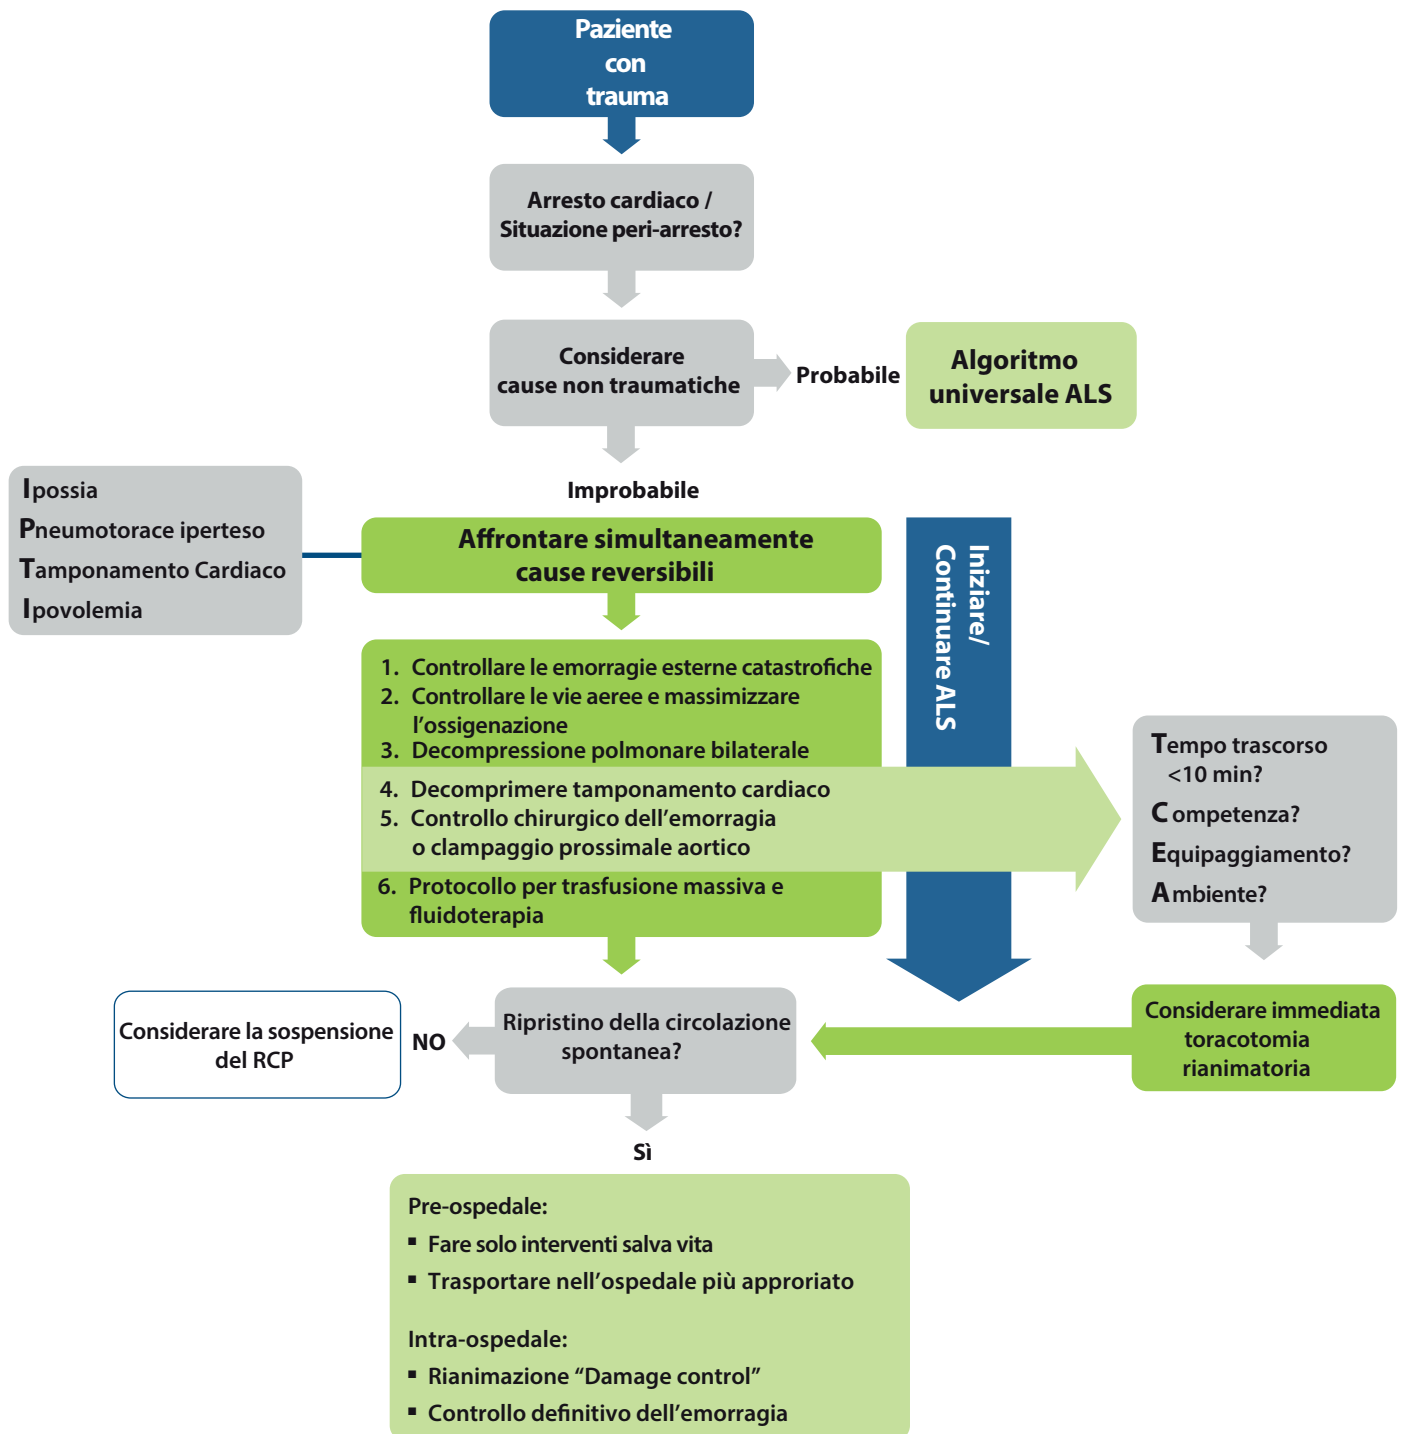 Paziente
con
trauma
Arresto cardiaco /
Situazione peri-arresto?
Considerare
cause non traumatiche
Probabile
Algoritmo
universale ALS
Improbabile
Ipossia
Pneumotorace iperteso
Tamponamento Cardiaco
Ipovolemia
Affrontare simultaneamente
cause reversibili
Iniziare/
Continuare ALS
1. Controllare le emorragie esterne catastrofiche
2. Controllare le vie aeree e massimizzare
l'ossigenazione
3. Decompressione polmonare bilaterale
4. Decomprimere tamponamento cardiaco
5. Controllo chirurgico dell'emorragia
o clampaggio prossimale aortico
6. Protocollo per trasfusione massiva e
fluidoterapia
Tempo trascorso
<10 min?
Competenza?
Equipaggiamento?
Ambiente?
Considerare immediata
toracotomia
rianimatoria
Ripristino della circolazione
spontanea?
NO
Considerare la sospensione
del RCP
Sì
Pre-ospedale:
▪ Fare solo interventi salva vita
▪ Trasportare nell'ospedale più approriato
Intra-ospedale:
▪ Rianimazione “Damage control”
▪ Controllo definitivo dell'emorragia